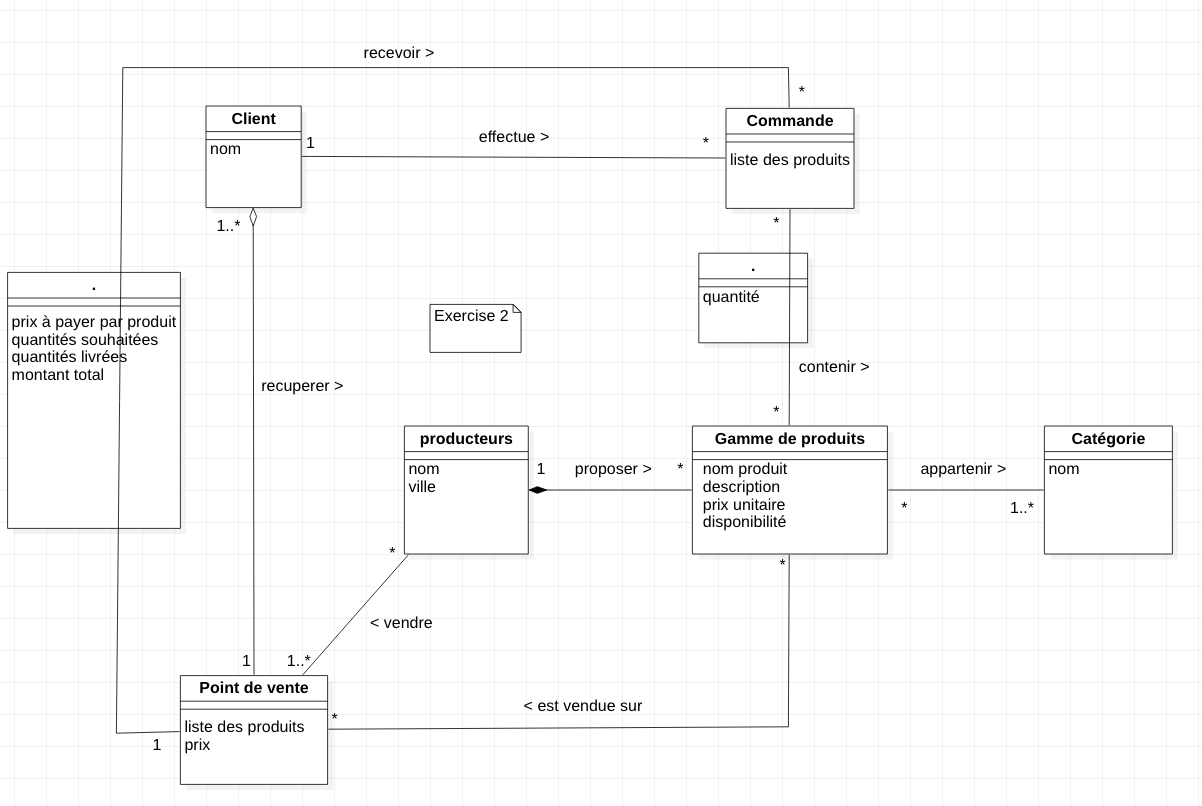 recevoir >
*
Client
nom
1
effectue >
*
Commande
liste des produits
1..*
*
.
prix à payer par produit
quantités souhaitées
quantités livrées
montant total
.
quantité
Exercise 2
recuperer >
contenir >
*
producteurs
nom
ville
1
proposer >
*
Gamme de produits
nom produit
description
prix unitaire
disponibilité
appartenir >
*
1..*
Catégorie
nom
*
*
< vendre
1
1..*
Point de vente
liste des produits
prix
*
< est vendue sur
1